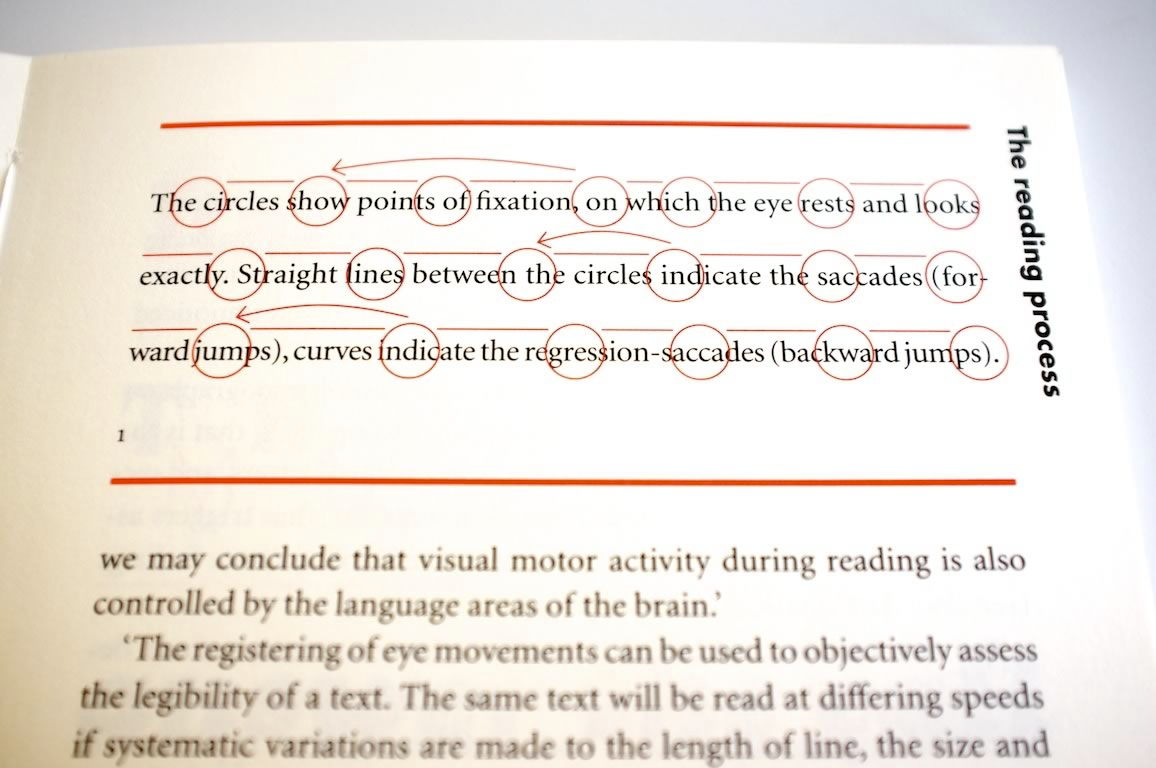 The circles show points of fixation, on which the eye rests and looks
exactly. Straight lines between the circles indicate the saccades (for-
ward jumps), curves indicate the regression-saccades (backward jumps).
1
The reading process
we may conclude that visual motor activity during reading is also
controlled by the language areas of the brain.’
‘The registering of eye movements can be used to objectively assess
the legibility of a text. The same text will be read at differing speeds
if systematic variations are made to the length of line, the size and